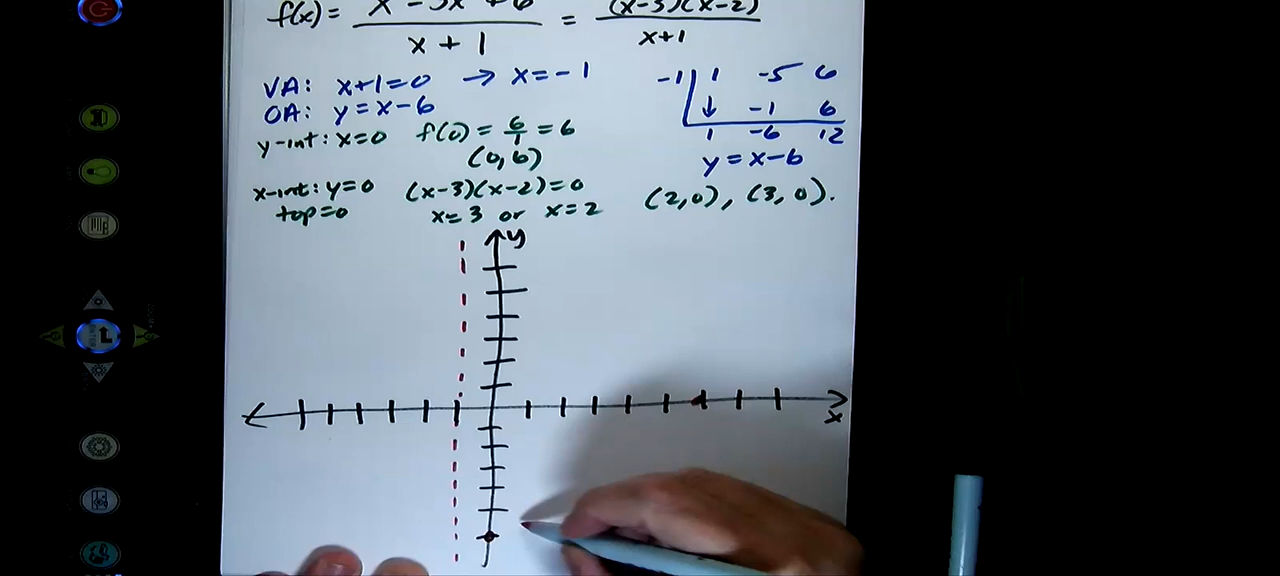 f(x) = x - 5x + 6 / x + 1 = (x-3)(x-2) / x+1
VA: x+1=0 → x=-1
OA: y=x-6
y-int: x=0 f(0) = 6/1 = 6
(0,6)
x-int: y=0 (x-3)(x-2)=0 (2,0), (3,0).
top=0 x=3 or x=2
-1 | 1 -5 6
↓ -1 6
1 -6 12
y=x-6
y
x